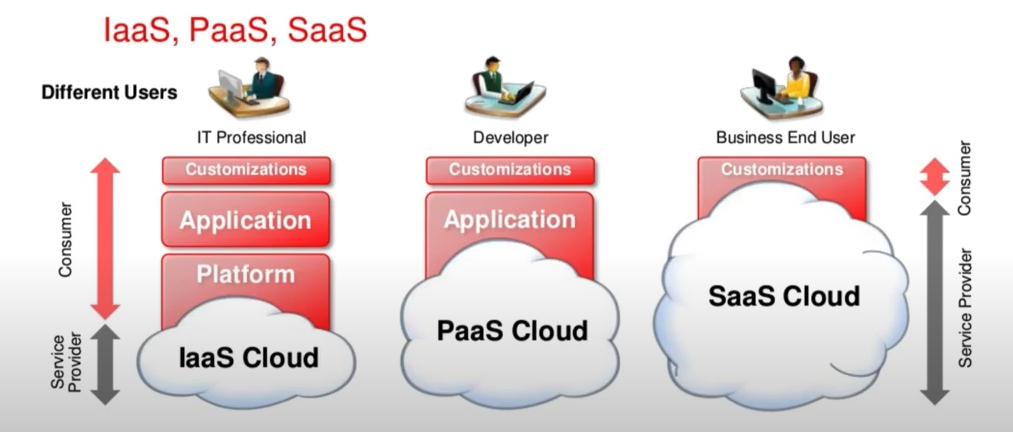 IaaS, PaaS, SaaS
Different Users
IT Professional
Developer
Business End User
Customizations
Customizations
Customizations
Application
Application
Platform
IaaS Cloud
PaaS Cloud
SaaS Cloud
Consumer
Service
Provider
Consumer
Service Provider